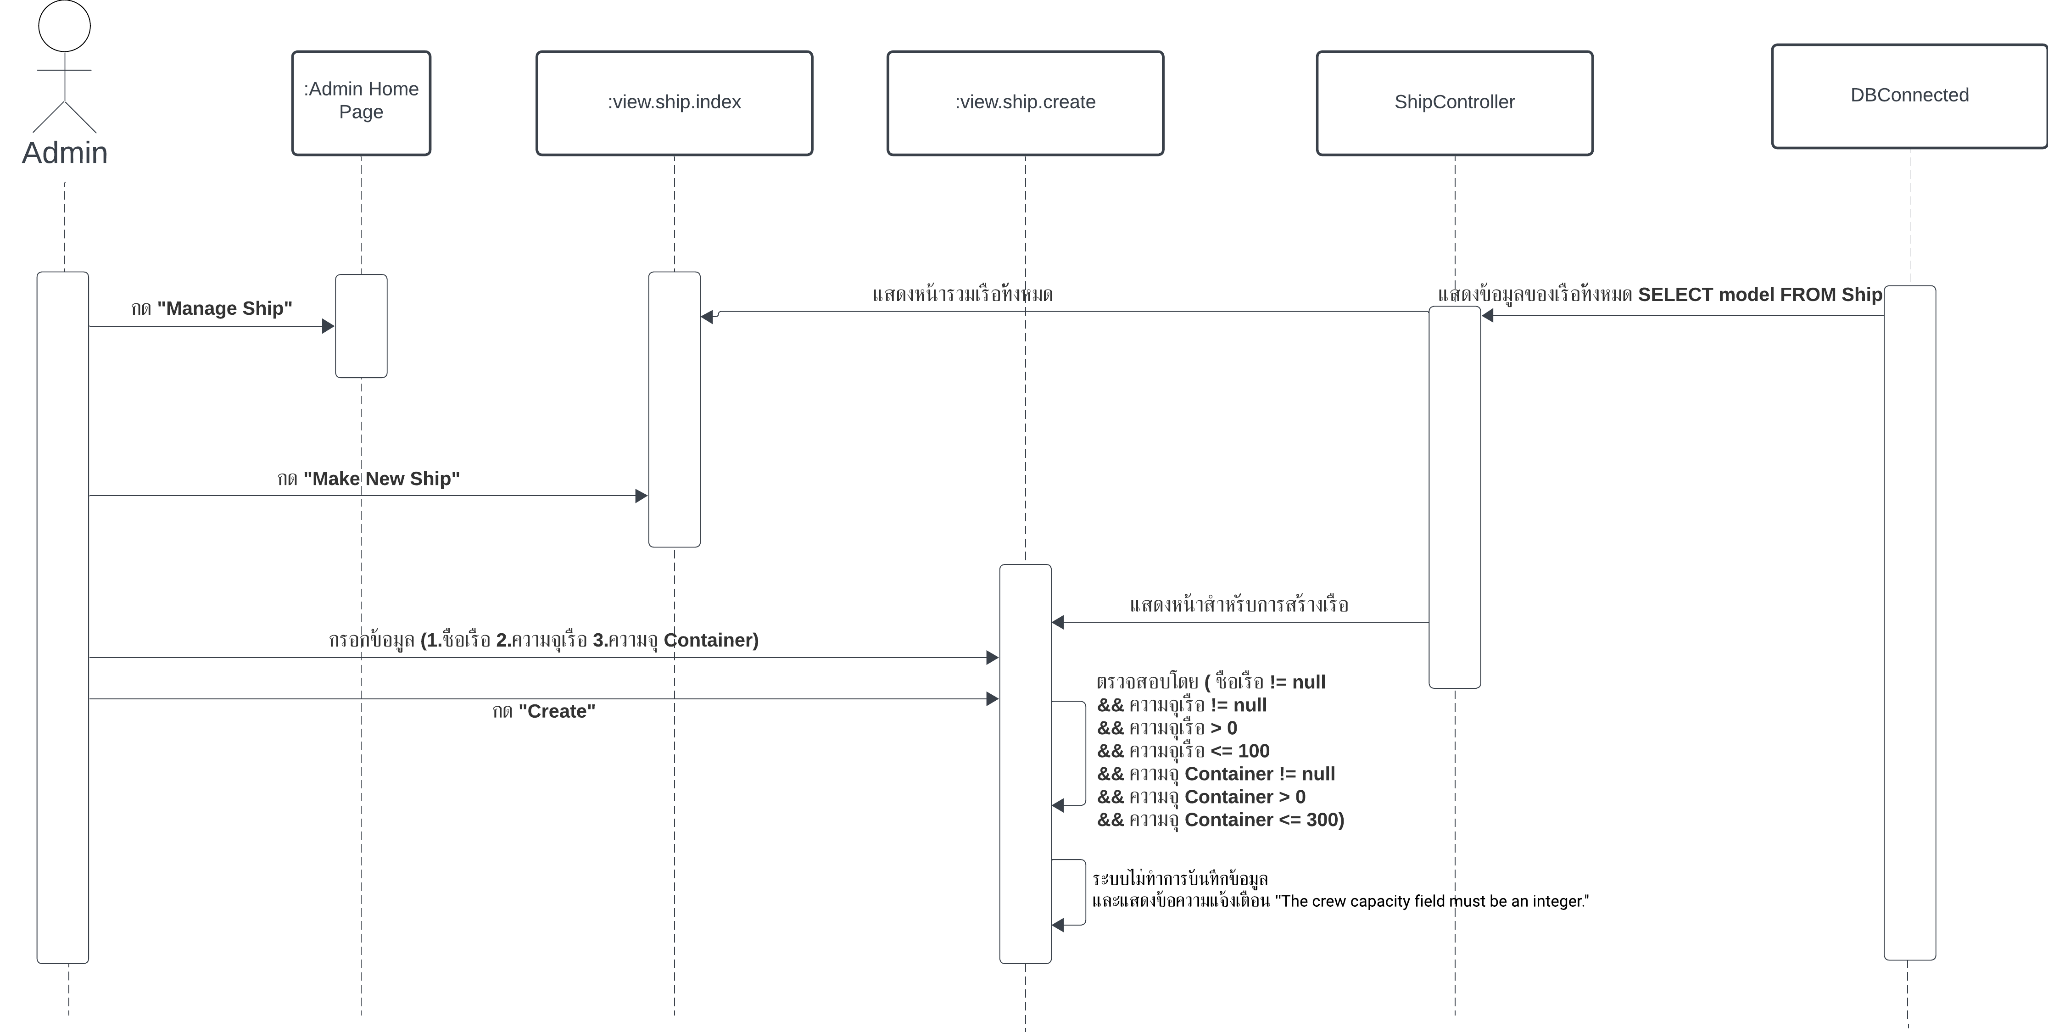 Admin
:Admin Home
Page
:view.ship.index
:view.ship.create
ShipController
DBConnected
กด "Manage Ship"
แสดงหน้ารวมเรือทั้งหมด
แสดงข้อมูลของเรือทั้งหมด SELECT model FROM Ship
กด "Make New Ship"
แสดงหน้าสำหรับการสร้างเรือ
กรอกข้อมูล (1.ชื่อเรือ 2.ความจุเรือ 3.ความจุ Container)
กด "Create"
ตรวจสอบโดย ( ชื่อเรือ != null
&& ความจุเรือ != null
&& ความจุเรือ > 0
&& ความจุเรือ <= 100
&& ความจุ Container != null
&& ความจุ Container > 0
&& ความจุ Container <= 300)
ระบบไม่ทำการบันทึกข้อมูล
และแสดงข้อความแจ้งเตือน "The crew capacity field must be an integer."